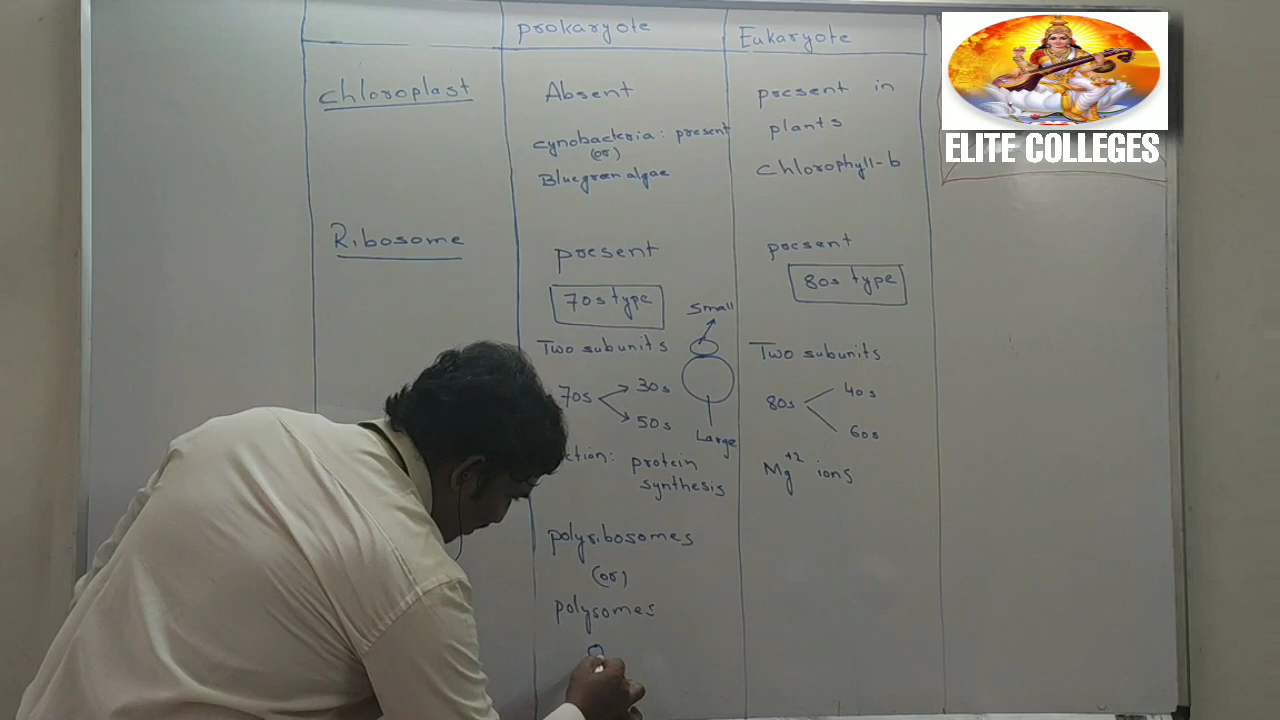 prokaryote
Eukaryote
Chloroplast
Absent
cynobacteria: present
(or)
Bluegreen algae
present in
plants
Chlorophyll-b
ELITE COLLEGES
Ribosome
present
70s type
Two subunits
70s
30s
50s
Small
Large
protein
synthesis
polyribosomes
(or)
polysomes
present
80s type
Two subunits
80s
40s
60s
Mg+2 ions